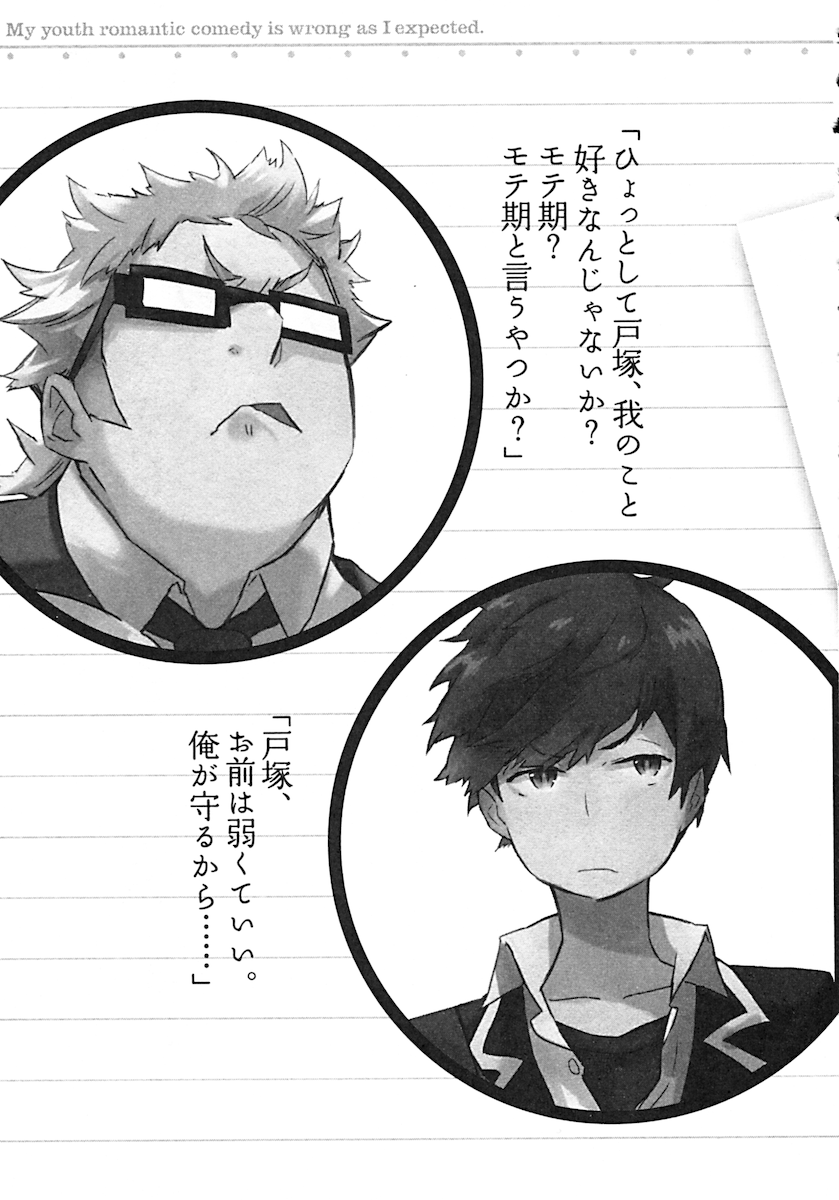 My youth romantic comedy is wrong as I expected.
「ひょっとして戸塚、我のこと
好きなんじゃないか?
モテ期?
モテ期と言うやつか?」
「戸塚、
お前は弱くていい。
俺が守るから……」